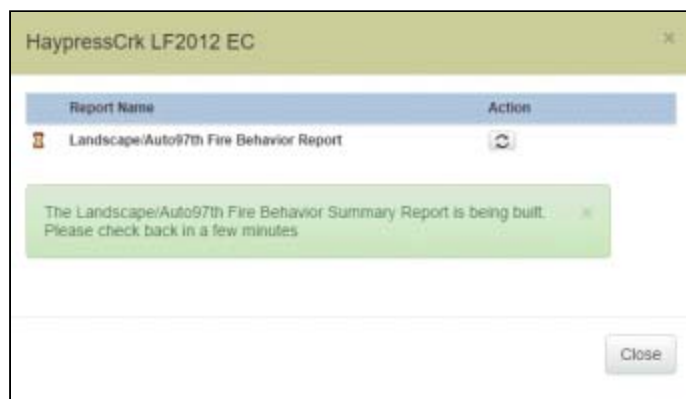 HaypressCrk LF2012 EC
Report Name Action
Landscape/Auto97th Fire Behavior Report
The Landscape/Auto97th Fire Behavior Summary Report is being built.
Please check back in a few minutes
Close